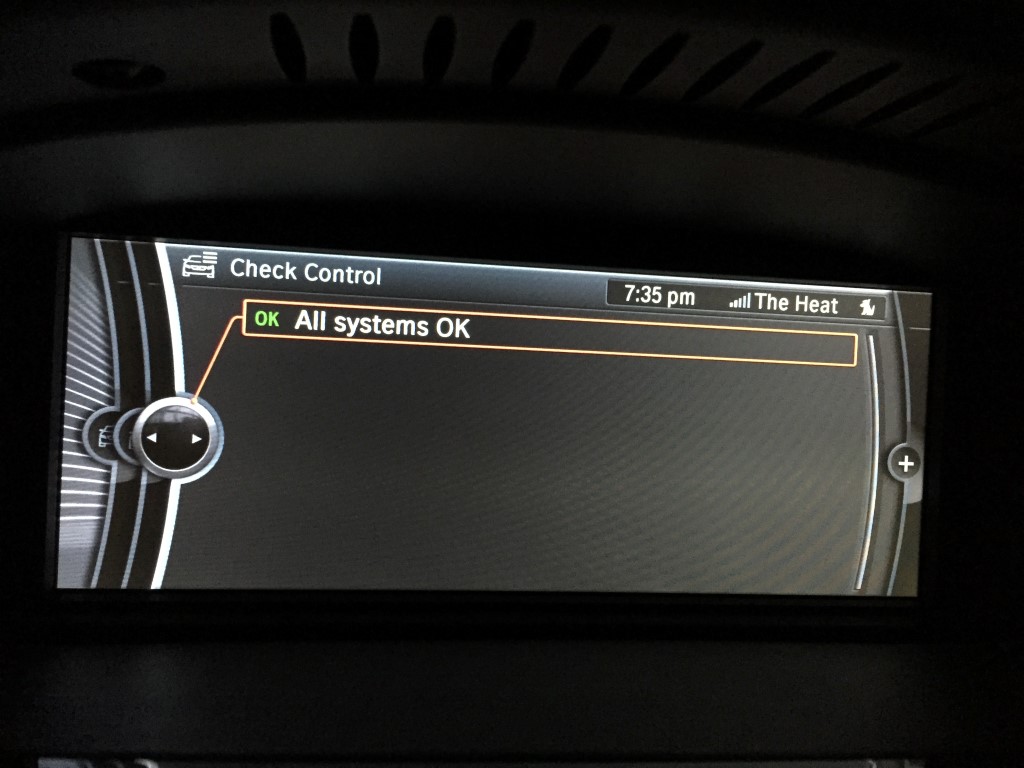 Check Control
7:35 pm The Heat
OK All systems OK